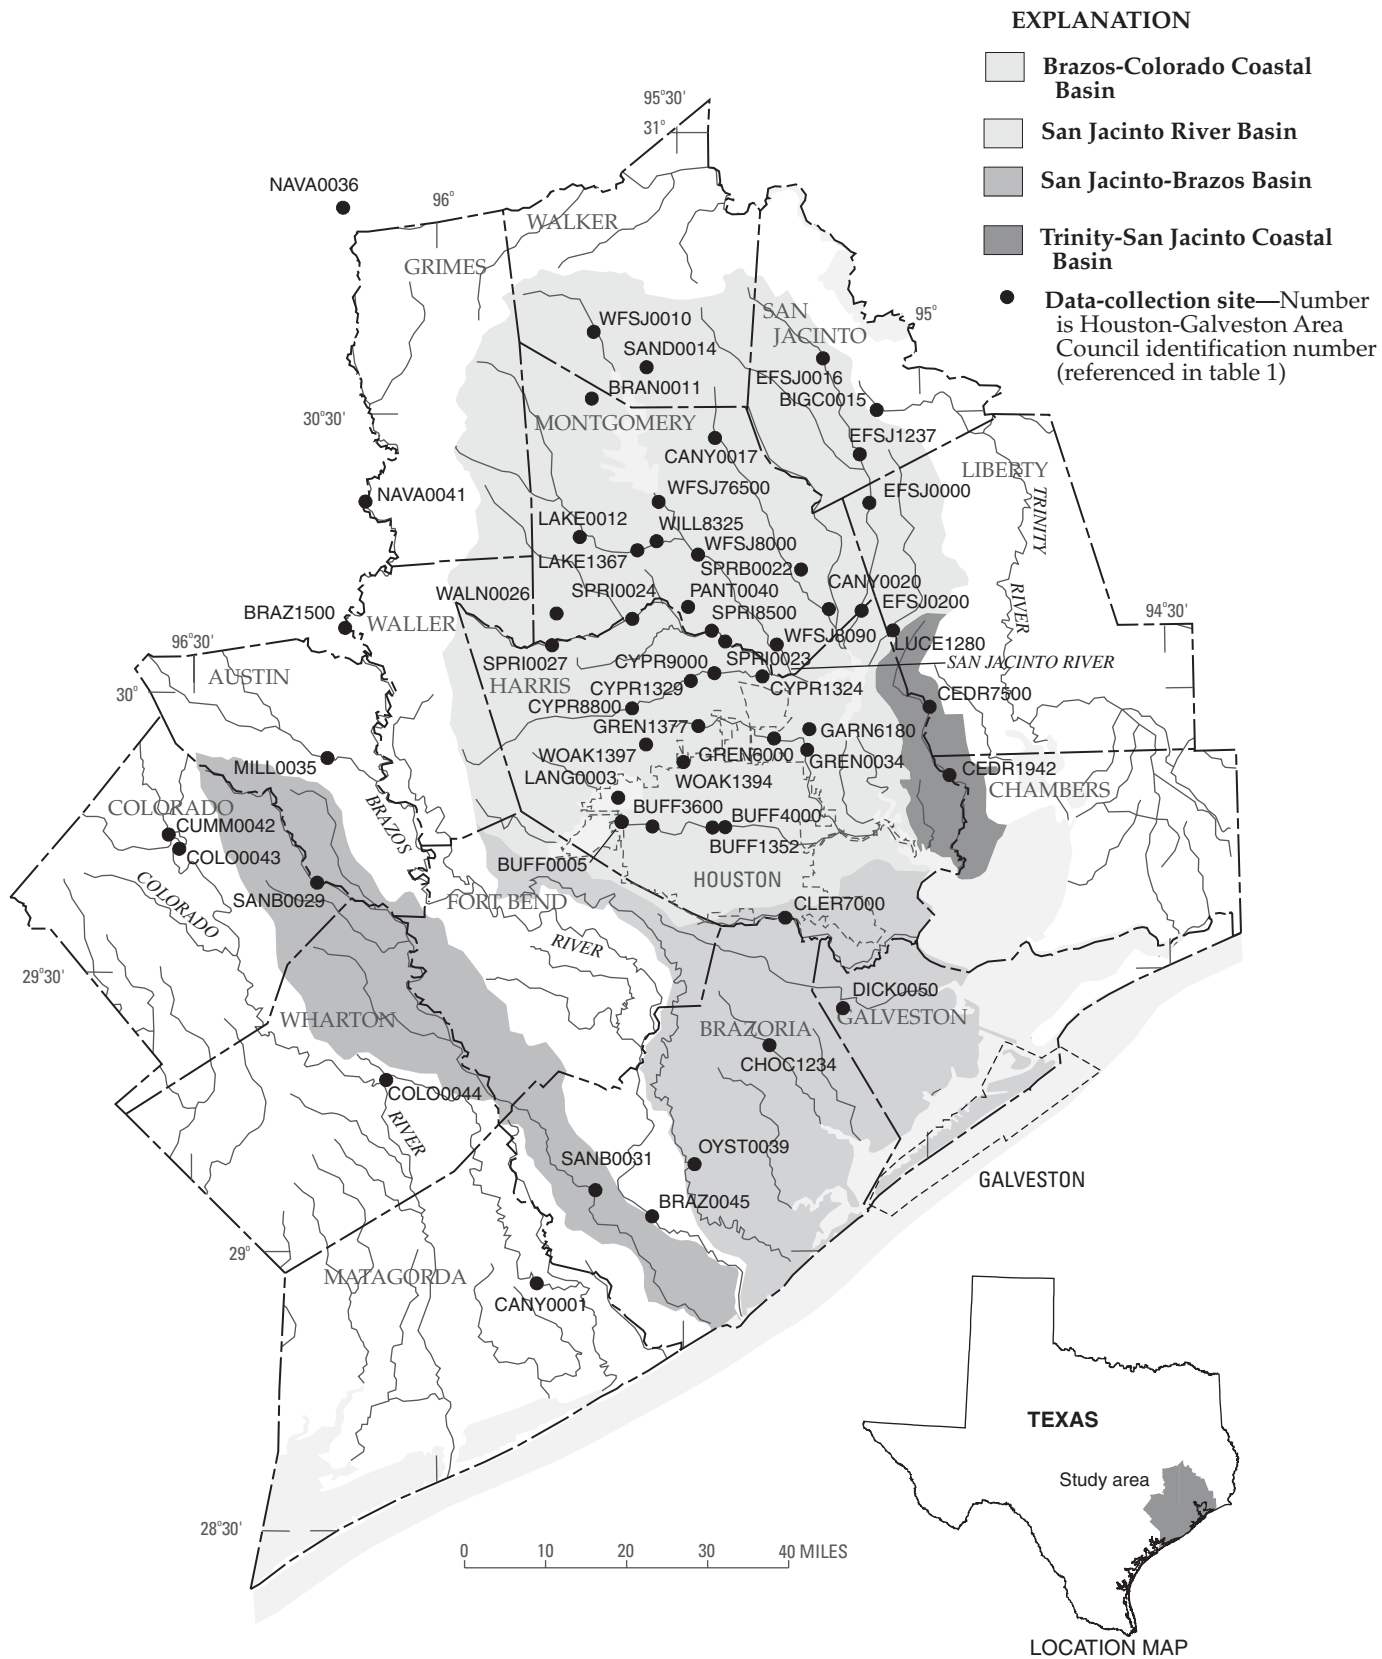 EXPLANATION
Brazos-Colorado Coastal
Basin
San Jacinto River Basin
San Jacinto-Brazos Basin
Trinity-San Jacinto Coastal
Basin
Data-collection site—Number
is Houston-Galveston Area
Council identification number
(referenced in table 1)
95°30'
31°
NAVA0036
96°
WALKER
GRIMES
SAN
JACINTO
95°
WFSJ0010
SAND0014
BRAN0011
EFSJ0016
BIGC0015
30°30'
MONTGOMERY
EFSJ1237
CANY0017
LIBERTY
NAVA0041
WFSJ76500
EFSJ0000
TRINITY
RIVER
LAKE0012
WILL8325
WFSJ8000
LAKE1367
SPRB0022
CANY0020
WALN0026
SPRI0024
PANT0040
EFSJ0200
BRAZ1500
WALLER
SPRI8500
94°30'
96°30'
WFSJ8090
LUCE1280
SPRI0027
CYPR9000
SPRI0023
SAN JACINTO RIVER
AUSTIN
HARRIS
CYPR1329
CYPR1324
CEDR7500
30°
CYPR8800
GREN1377
GARN6180
WOAK1397
GREN6000
GREN0034
MILL0035
CEDR1942
LANG0003
WOAK1394
CHAMBERS
COLORADO
BRAZOS
BUFF3600
BUFF4000
CUMM0042
BUFF1352
COLO0043
BUFF0005
HOUSTON
COLORADO
SANB0029
FORT BEND
CLER7000
RIVER
29°30'
DICK0050
WHARTON
BRAZORIA
GALVESTON
CHOC1234
COLO0044
RIVER
OYST0039
SANB0031
GALVESTON
BRAZ0045
29°
MATAGORDA
CANY0001
TEXAS
Study area
28°30'
0 10 20 30 40 MILES
LOCATION MAP